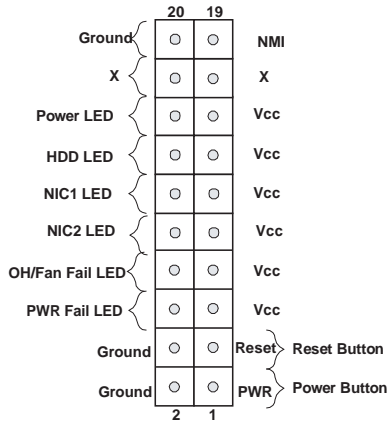 20 19
Ground NMI
X X
Power LED Vcc
HDD LED Vcc
NIC1 LED Vcc
NIC2 LED Vcc
OH/Fan Fail LED Vcc
PWR Fail LED Vcc
Ground Reset Reset Button
Ground PWR Power Button
2 1